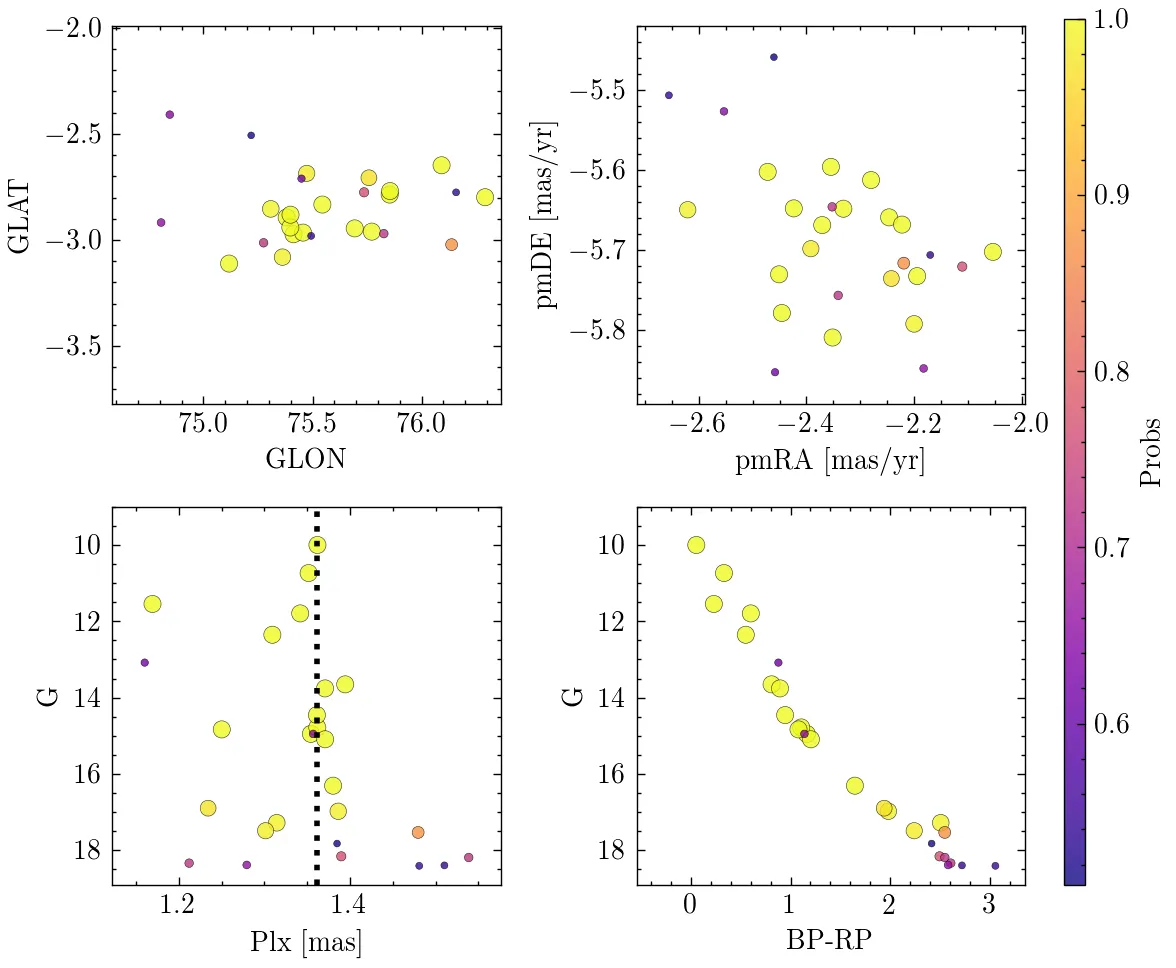 −2.0
−2.5
−3.0
−3.5
GLAT
75.0 75.5 76.0
GLON
−5.5
−5.6
−5.7
−5.8
pmDE [mas/yr]
−2.6 −2.4 −2.2 −2.0
pmRA [mas/yr]
10
12
14
16
18
G
1.2 1.4
Plx [mas]
10
12
14
16
18
G
0 1 2 3
BP-RP
1.0
0.9
0.8
0.7
0.6
Probs